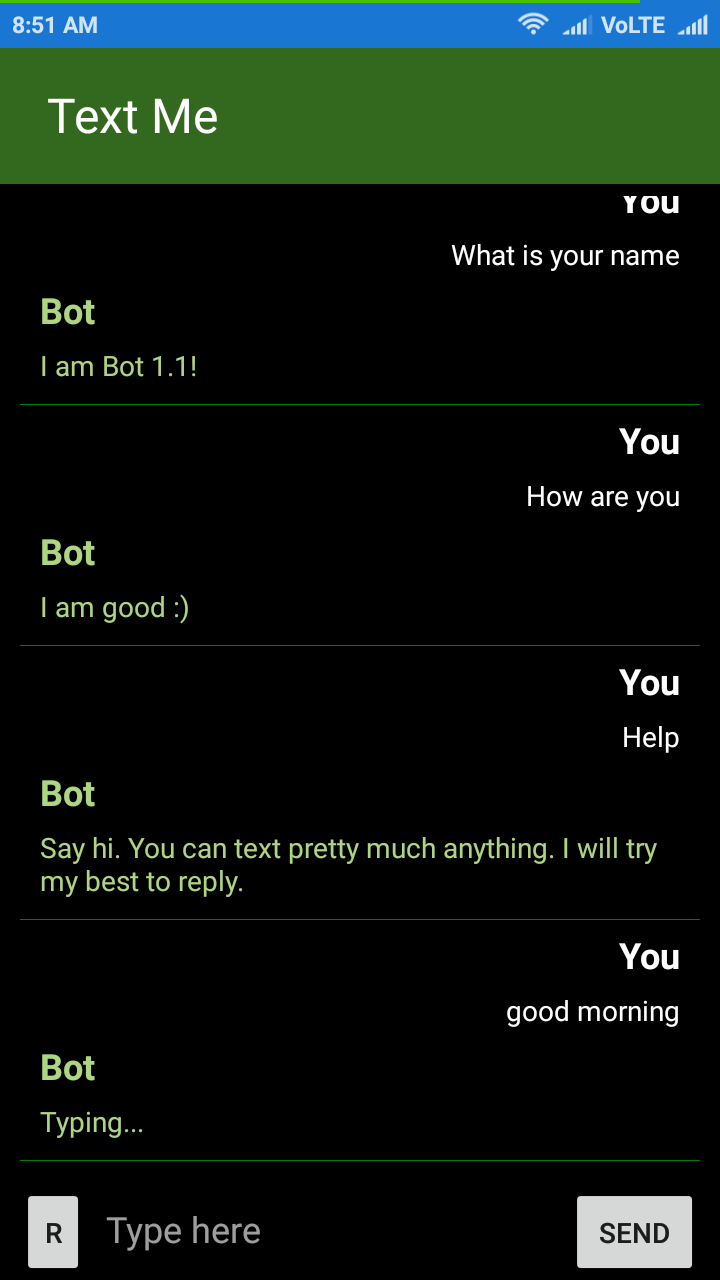 8:51 AM VoLTE
Text Me
You
What is your name
Bot
I am Bot 1.1!
You
How are you
Bot
I am good :)
You
Help
Bot
Say hi. You can text pretty much anything. I will try
my best to reply.
You
good morning
Bot
Typing...
R Type here SEND